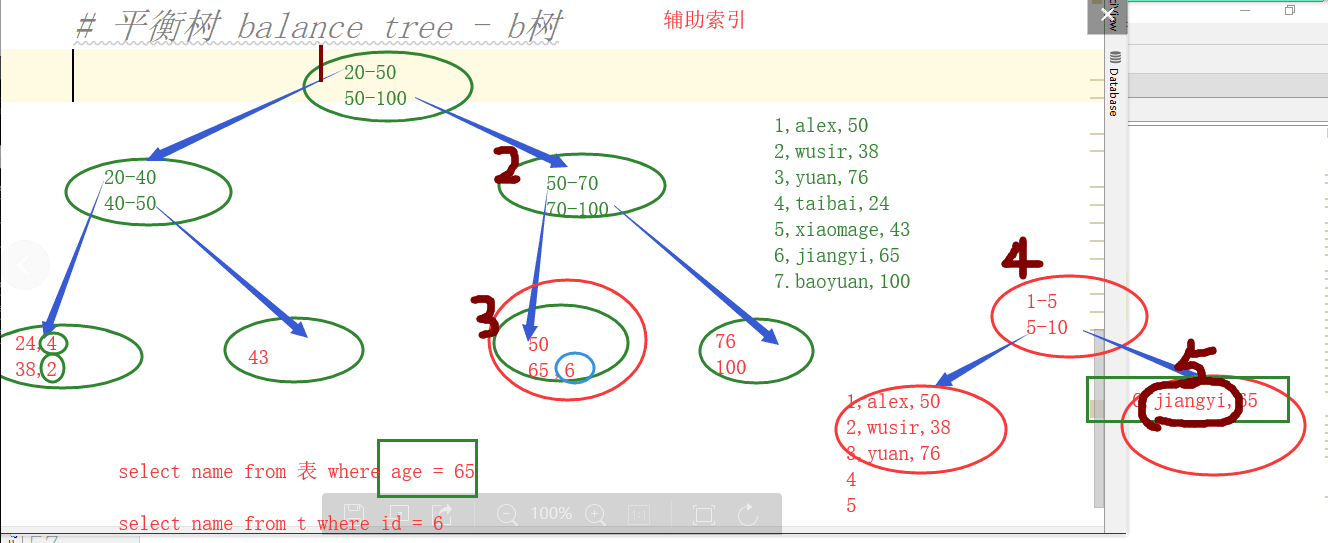 # 平衡树 balance tree - b树
辅助索引
Database
20-50
50-100
20-40
40-50
2
50-70
70-100
1,alex,50
2,wusir,38
3,yuan,76
4,taibai,24
5,xiaomage,43
6,jiangyi,65
7.baoyuan,100
4
1-5
5-10
24,4
38,2
43
3
50
65,6
76
100
5
1,alex,50
2,wusir,38
3,yuan,76
4
5
6,jiangyi,65
select name from 表 where age = 65
select name from t where id = 6
100%
1:1